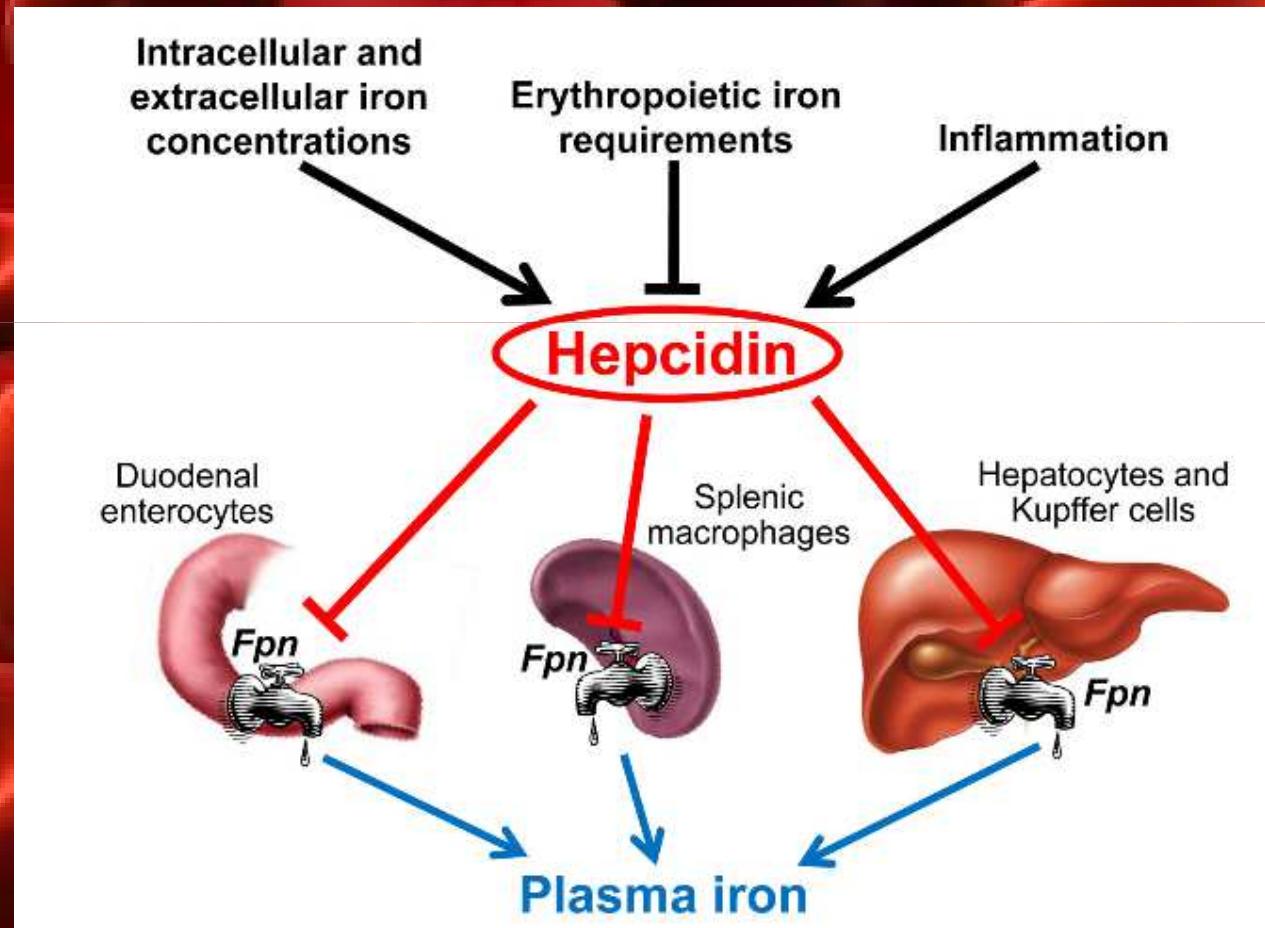 Intracellular and
extracellular iron
concentrations
Erythropoietic iron
requirements
Inflammation
Hepcidin
Duodenal
enterocytes
Splenic
macrophages
Hepatocytes and
Kupffer cells
Fpn
Fpn
Fpn
Plasma iron